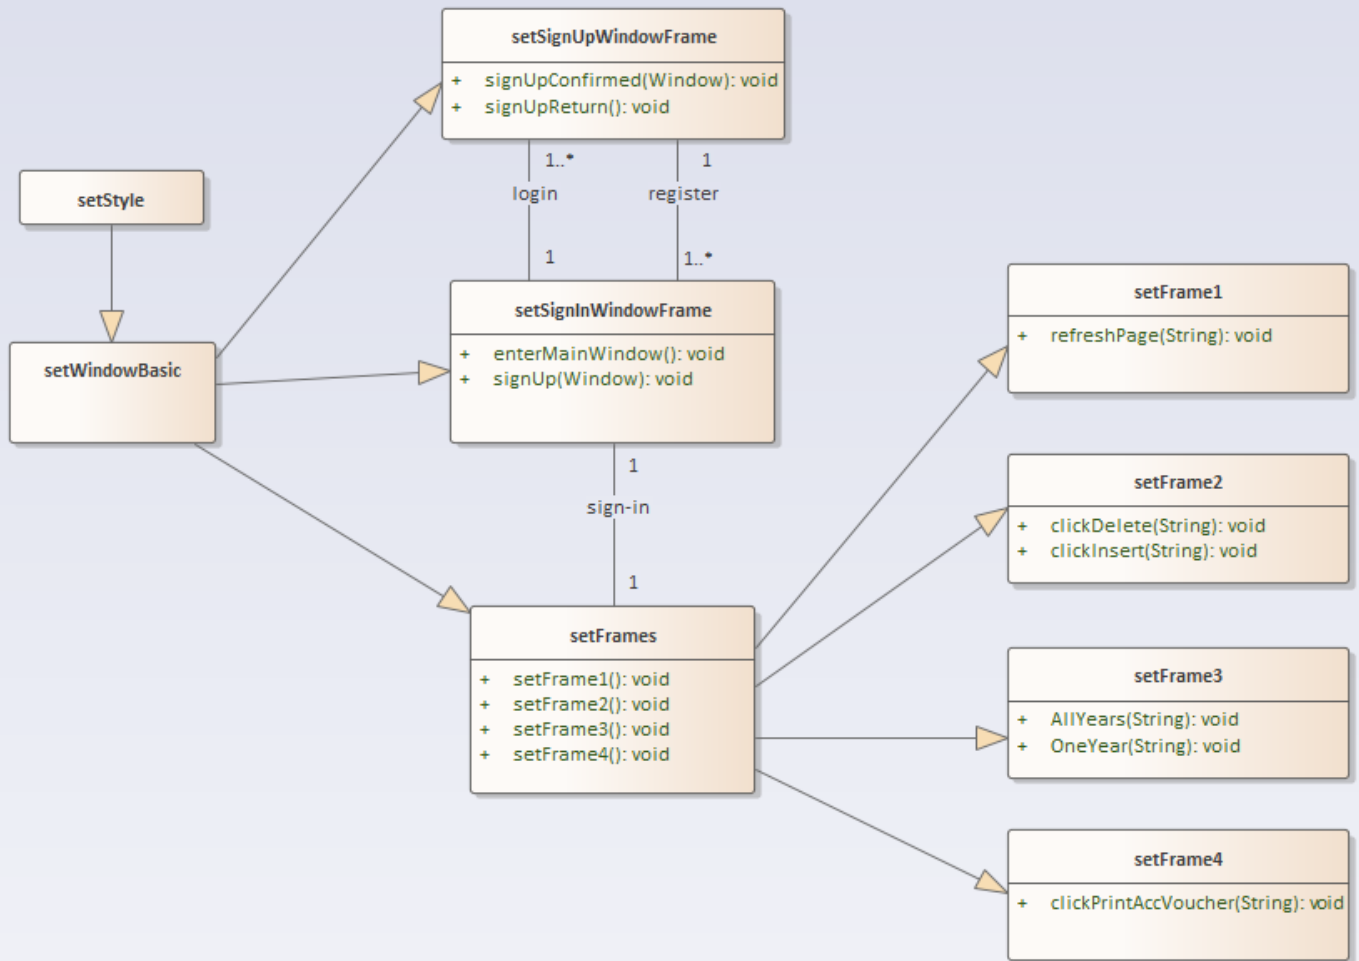 setSignUpWindowFrame
+ signUpConfirmed(Window): void
+ signUpReturn(): void
1..* 1
login register
1 1..*
setStyle
setWindowBasic
setSignInWindowFrame
+ enterMainWindow(): void
+ signUp(Window): void
1
sign-in
1
setFrames
+ setFrame1(): void
+ setFrame2(): void
+ setFrame3(): void
+ setFrame4(): void
setFrame1
+ refreshPage(String): void
setFrame2
+ clickDelete(String): void
+ clickInsert(String): void
setFrame3
+ AllYears(String): void
+ OneYear(String): void
setFrame4
+ clickPrintAccVoucher(String): void